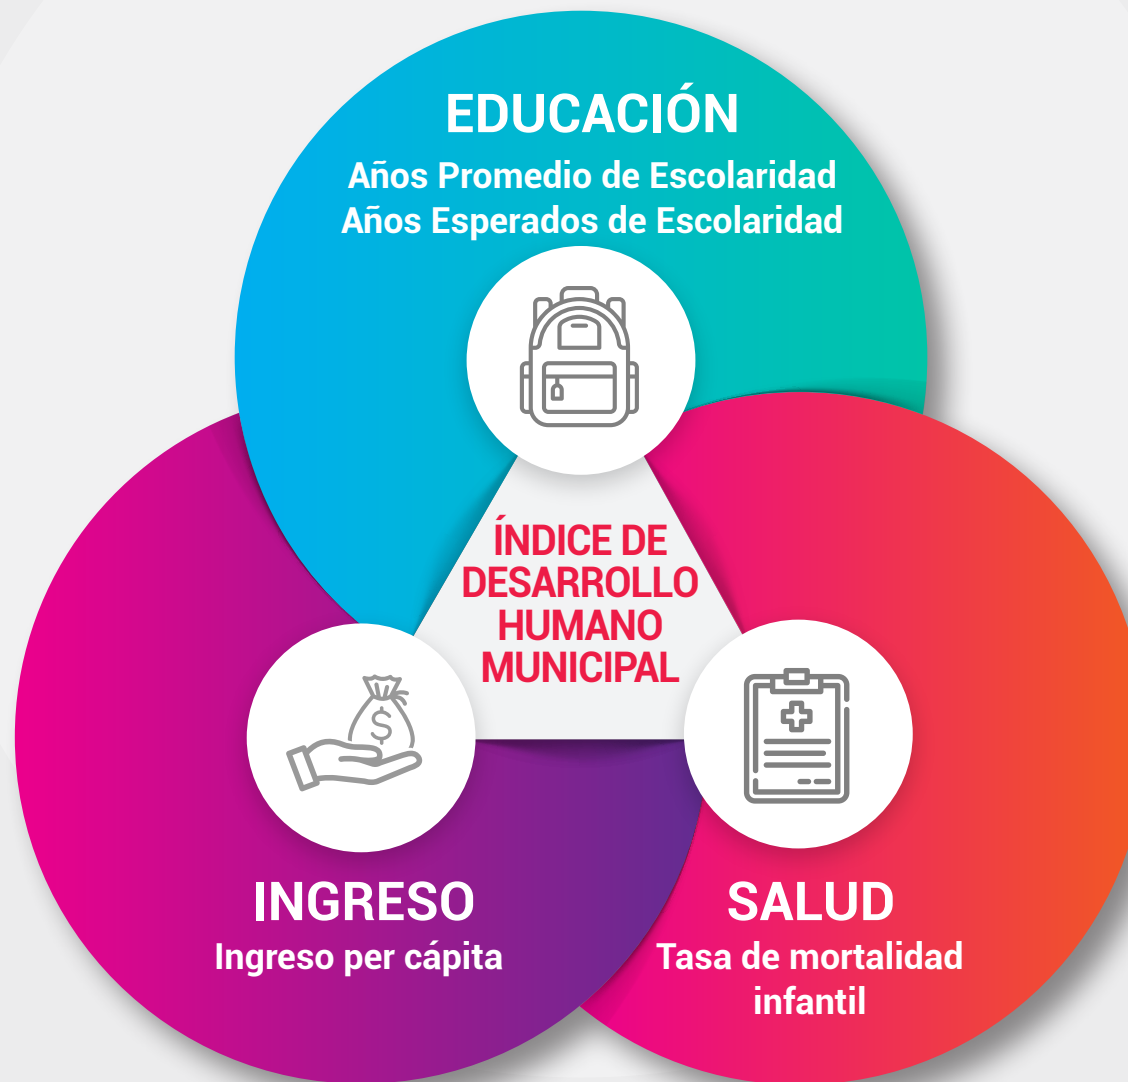 EDUCACIÓN
Años Promedio de Escolaridad
Años Esperados de Escolaridad
ÍNDICE DE
DESARROLLO
HUMANO
MUNICIPAL
$
INGRESO
Ingreso per cápita
SALUD
Tasa de mortalidad
infantil